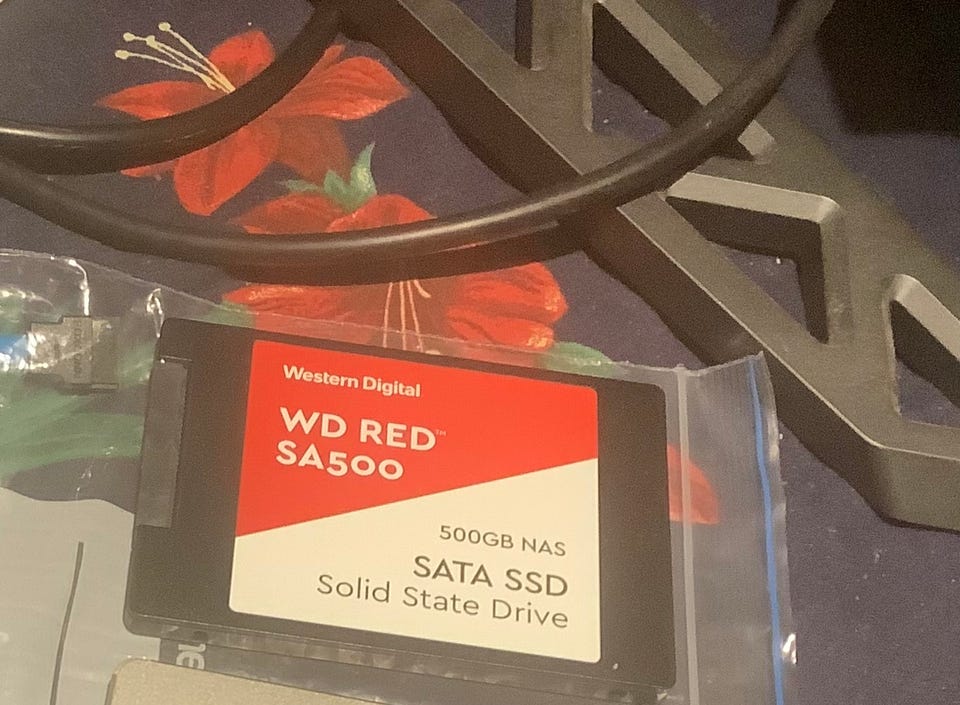 Western Digital
WD RED™
SA500
500GB NAS
SATA SSD
Solid State Drive